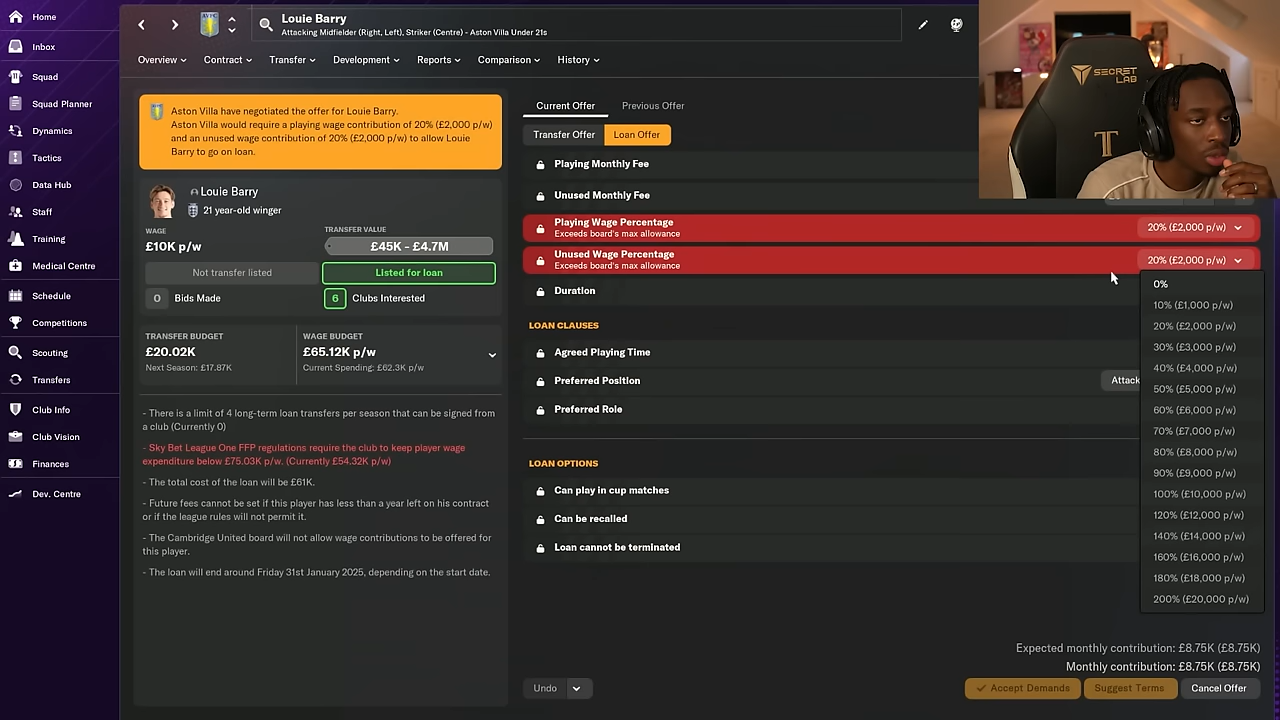 Home
Inbox
Squad
Squad Planner
Dynamics
Tactics
Data Hub
Staff
Training
Medical Centre
Schedule
Competitions
Scouting
Transfers
Club Info
Club Vision
Finances
Dev. Centre
Louie Barry
Attacking Midfielder (Right, Left), Striker (Centre) - Aston Villa Under 21s
Overview
Contract
Transfer
Development
Reports
Comparison
History
Aston Villa have negotiated the offer for Louie Barry.
Aston Villa would require a playing wage contribution of 20% (£2,000 p/w)
and an unused wage contribution of 20% (£2,000 p/w) to allow Louie
Barry to go on loan.
Louie Barry
21 year-old winger
WAGE
£10K p/w
TRANSFER VALUE
£45K - £4.7M
Not transfer listed
Listed for loan
0 Bids Made
6 Clubs Interested
TRANSFER BUDGET
£20.02K
Next Season: £17.87K
WAGE BUDGET
£65.12K p/w
Current Spending: £62.3K p/w
- There is a limit of 4 long-term loan transfers per season that can be signed from
a club (Currently 0)
- Sky Bet League One FFP regulations require the club to keep player wage
expenditure below £75.03K p/w. (Currently £54.32K p/w)
- The total cost of the loan will be £61K.
- Future fees cannot be set if this player has less than a year left on his contract
or if the league rules will not permit it.
- The Cambridge United board will not allow wage contributions to be offered for
this player.
- The loan will end around Friday 31st January 2025, depending on the start date.
Current Offer
Previous Offer
Transfer Offer
Loan Offer
Playing Monthly Fee
Unused Monthly Fee
Playing Wage Percentage
Exceeds board's max allowance
20% (£2,000 p/w)
Unused Wage Percentage
Exceeds board's max allowance
20% (£2,000 p/w)
Duration
LOAN CLAUSES
Agreed Playing Time
Preferred Position
Attack
Preferred Role
LOAN OPTIONS
Can play in cup matches
Can be recalled
Loan cannot be terminated
0%
10% (£1,000 p/w)
20% (£2,000 p/w)
30% (£3,000 p/w)
40% (£4,000 p/w)
50% (£5,000 p/w)
60% (£6,000 p/w)
70% (£7,000 p/w)
80% (£8,000 p/w)
90% (£9,000 p/w)
100% (£10,000 p/w)
120% (£12,000 p/w)
140% (£14,000 p/w)
160% (£16,000 p/w)
180% (£18,000 p/w)
200% (£20,000 p/w)
Expected monthly contribution: £8.75K (£8.75K)
Monthly contribution: £8.75K (£8.75K)
Undo
Accept Demands
Suggest Terms
Cancel Offer
SECRET
LAB